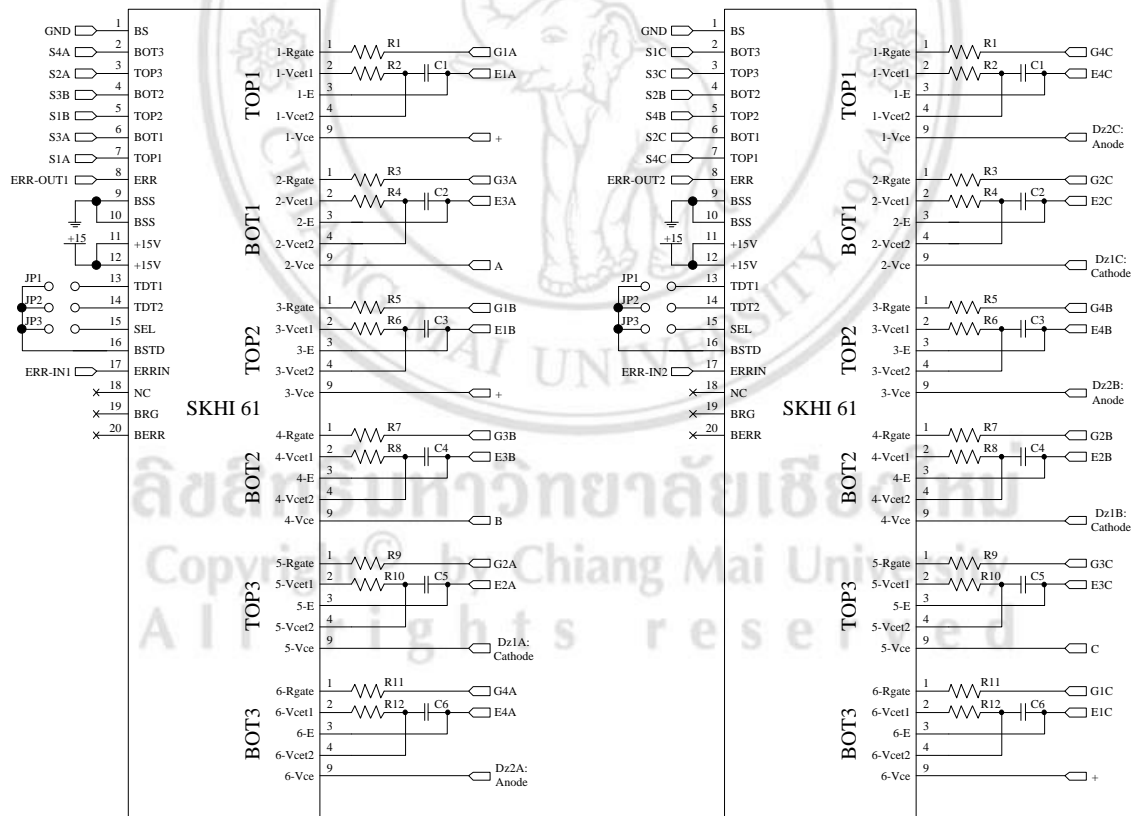 GND 1 BS
S4A 2 BOT3
S2A 3 TOP3
S3B 4 BOT2
S1B 5 TOP2
S3A 6 BOT1
S1A 7 TOP1
ERR-OUT1 8 ERR
9 BSS
10 BSS
+15 11 +15V
12 +15V
JP1 13 TDT1
JP2 14 TDT2
JP3 15 SEL
16 BSTD
ERR-IN1 17 ERRIN
18 NC
19 BRG
20 BERR
SKHI 61
TOP1
1-Rgate 1 R1 G1A
1-Vcet1 2 R2 C1 E1A
1-E 3
1-Vcet2 4
1-Vce 9 +
BOT1
2-Rgate 1 R3 G3A
2-Vcet1 2 R4 C2 E3A
2-E 3
2-Vcet2 4
2-Vce 9 A
TOP2
3-Rgate 1 R5 G1B
3-Vcet1 2 R6 C3 E1B
3-E 3
3-Vcet2 4
3-Vce 9 +
BOT2
4-Rgate 1 R7 G3B
4-Vcet1 2 R8 C4 E3B
4-E 3
4-Vcet2 4
4-Vce 9 B
TOP3
5-Rgate 1 R9 G2A
5-Vcet1 2 R10 C5 E2A
5-E 3
5-Vcet2 4
5-Vce 9 Dz1A:
Cathode
BOT3
6-Rgate 1 R11 G4A
6-Vcet1 2 R12 C6 E4A
6-E 3
6-Vcet2 4
6-Vce 9 Dz2A:
Anode
GND 1 BS
S1C 2 BOT3
S3C 3 TOP3
S2B 4 BOT2
S4B 5 TOP2
S2C 6 BOT1
S4C 7 TOP1
ERR-OUT2 8 ERR
9 BSS
10 BSS
+15 11 +15V
12 +15V
JP1 13 TDT1
JP2 14 TDT2
JP3 15 SEL
16 BSTD
ERR-IN2 17 ERRIN
18 NC
19 BRG
20 BERR
SKHI 61
TOP1
1-Rgate 1 R1 G4C
1-Vcet1 2 R2 C1 E4C
1-E 3
1-Vcet2 4
1-Vce 9 Dz2C:
Anode
BOT1
2-Rgate 1 R3 G2C
2-Vcet1 2 R4 C2 E2C
2-E 3
2-Vcet2 4
2-Vce 9 Dz1C:
Cathode
TOP2
3-Rgate 1 R5 G4B
3-Vcet1 2 R6 C3 E4B
3-E 3
3-Vcet2 4
3-Vce 9 Dz2B:
Anode
BOT2
4-Rgate 1 R7 G2B
4-Vcet1 2 R8 C4 E2B
4-E 3
4-Vcet2 4
4-Vce 9 Dz1B:
Cathode
TOP3
5-Rgate 1 R9 G3C
5-Vcet1 2 R10 C5 E3C
5-E 3
5-Vcet2 4
5-Vce 9 C
BOT3
6-Rgate 1 R11 G1C
6-Vcet1 2 R12 C6 E1C
6-E 3
6-Vcet2 4
6-Vce 9 +
CHIANG MAI UNIVERSITY 1964
ลิขสิทธิ์มหาวิทยาลัยเชียงใหม่
Copyright© by Chiang Mai University
All rights reserved